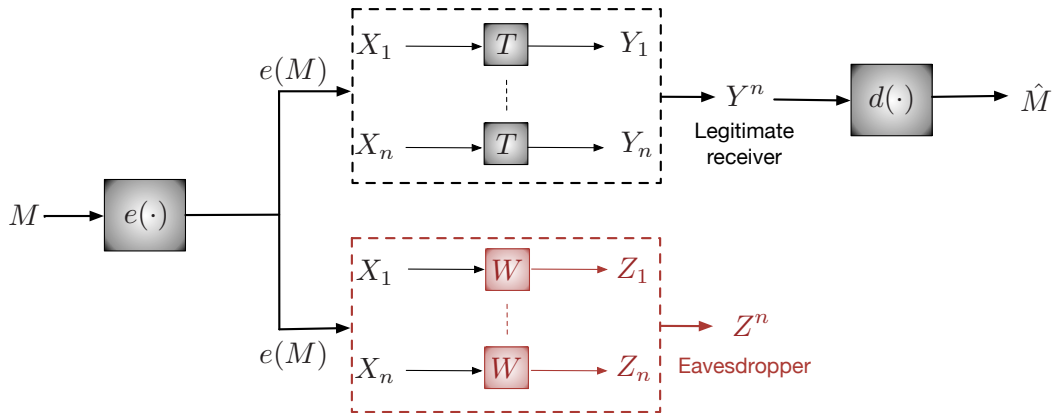 X₁ T Y₁
e(M)
Xₙ T Yₙ
Yⁿ d(·) M̂
Legitimate
receiver
M e(·)
X₁ W Z₁
Xₙ W Zₙ
Zⁿ
e(M)
Eavesdropper